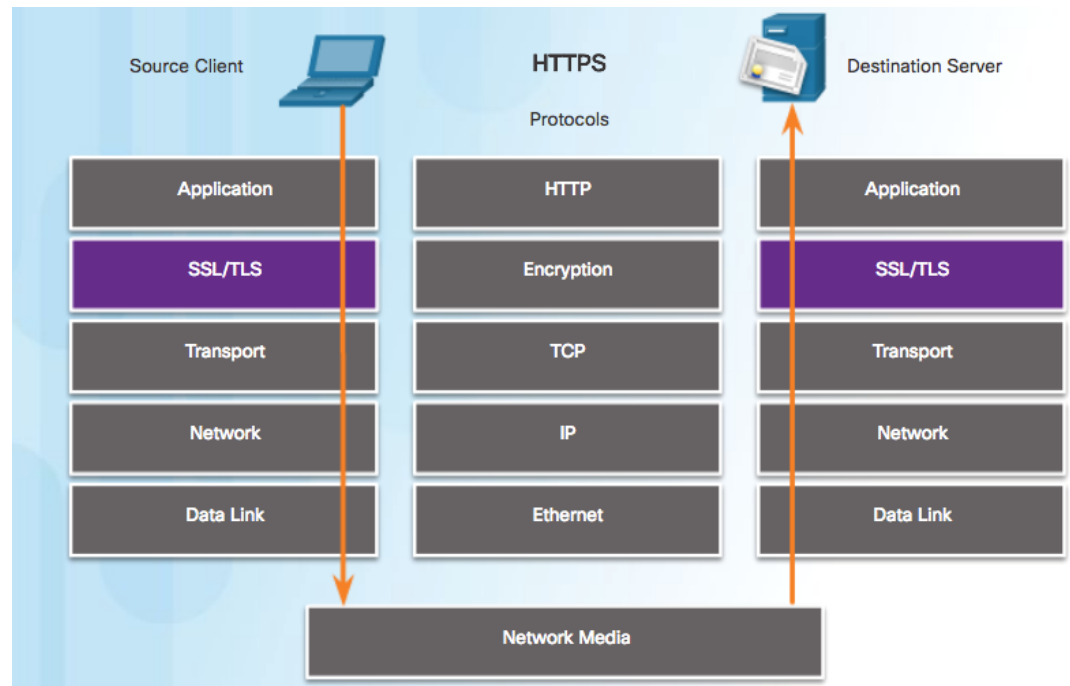 Source Client
HTTPS
Destination Server
Protocols
Application
HTTP
Application
SSL/TLS
Encryption
SSL/TLS
Transport
TCP
Transport
Network
IP
Network
Data Link
Ethernet
Data Link
Network Media